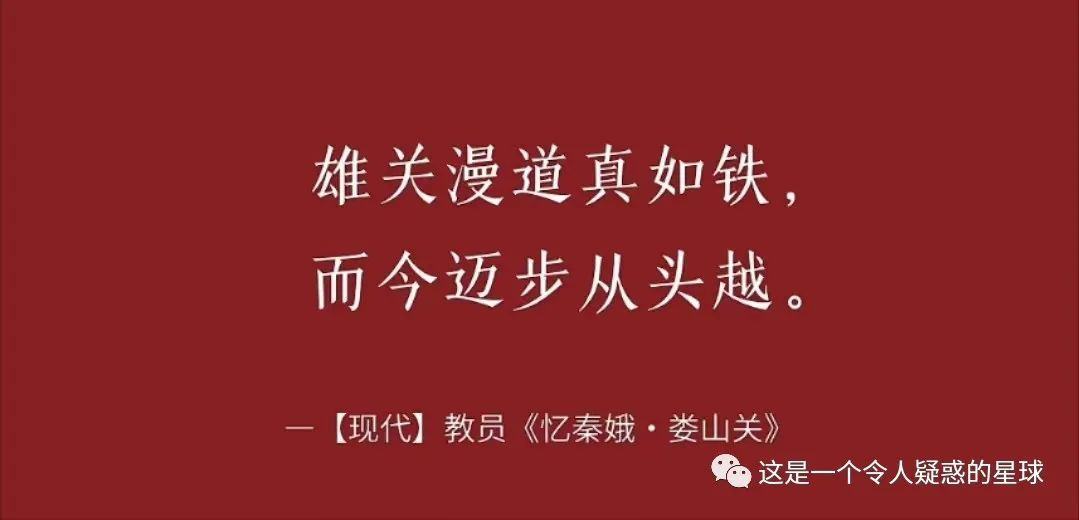 雄关漫道真如铁，
而今迈步从头越。
—【现代】教员《忆秦娥·娄山关》
这是一个令人疑惑的星球